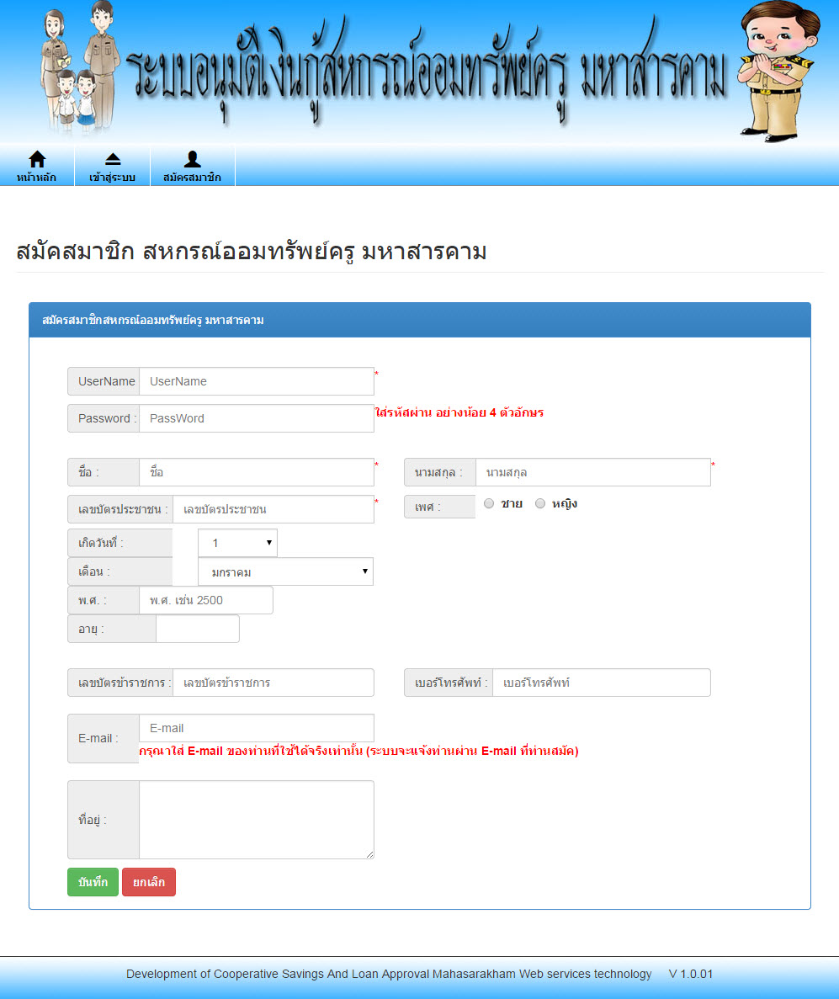 ระบบอนุมัติเงินกู้สหกรณ์ออมทรัพย์ครู มหาสารคาม
หน้าหลัก เข้าสู่ระบบ สมัครสมาชิก
สมัคสมาชิก สหกรณ์ออมทรัพย์ครู มหาสารคาม
สมัครสมาชิกสหกรณ์ออมทรัพย์ครู มหาสารคาม
UserName UserName *
Password : PassWord ใส่รหัสผ่าน อย่างน้อย 4 ตัวอักษร
ชื่อ : ชื่อ * นามสกุล : นามสกุล *
เลขบัตรประชาชน : เลขบัตรประชาชน * เพศ : ชาย หญิง
เกิดวันที่ : 1
เดือน : มกราคม
พ.ศ. : พ.ศ. เช่น 2500
อายุ :
เลขบัตรข้าราชการ : เลขบัตรข้าราชการ เบอร์โทรศัพท์ : เบอร์โทรศัพท์
E-mail : E-mail
กรุณาใส่ E-mail ของท่านที่ใช้ได้จริงเท่านั้น (ระบบจะแจ้งท่านผ่าน E-mail ที่ท่านสมัค)
ที่อยู่ :
บันทึก ยกเลิก
Development of Cooperative Savings And Loan Approval Mahasarakham Web services technology V 1.0.01